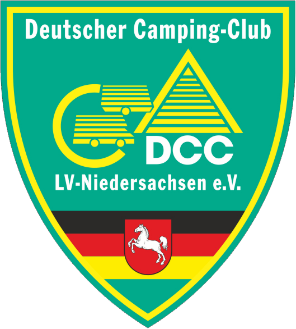 Deutscher Camping-Club
DCC
LV-Niedersachsen e.V.